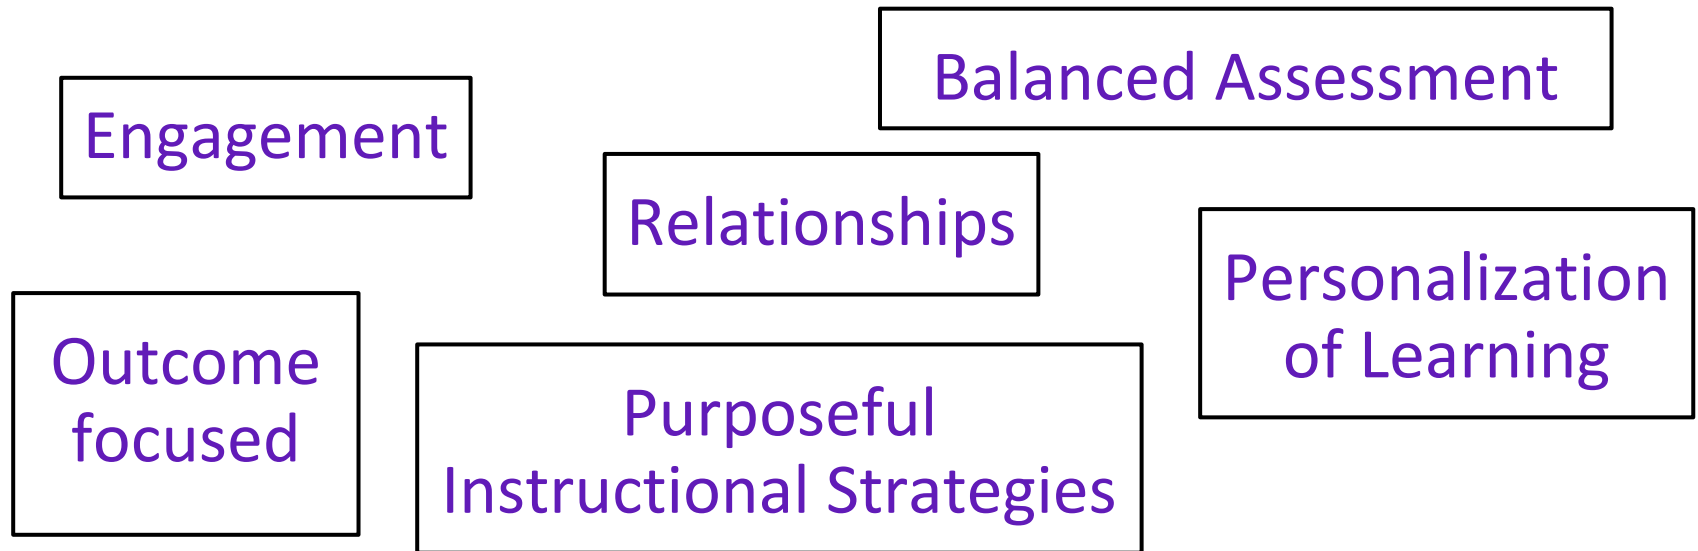 Balanced Assessment
Engagement
Relationships
Personalization
of Learning
Outcome
focused
Purposeful
Instructional Strategies